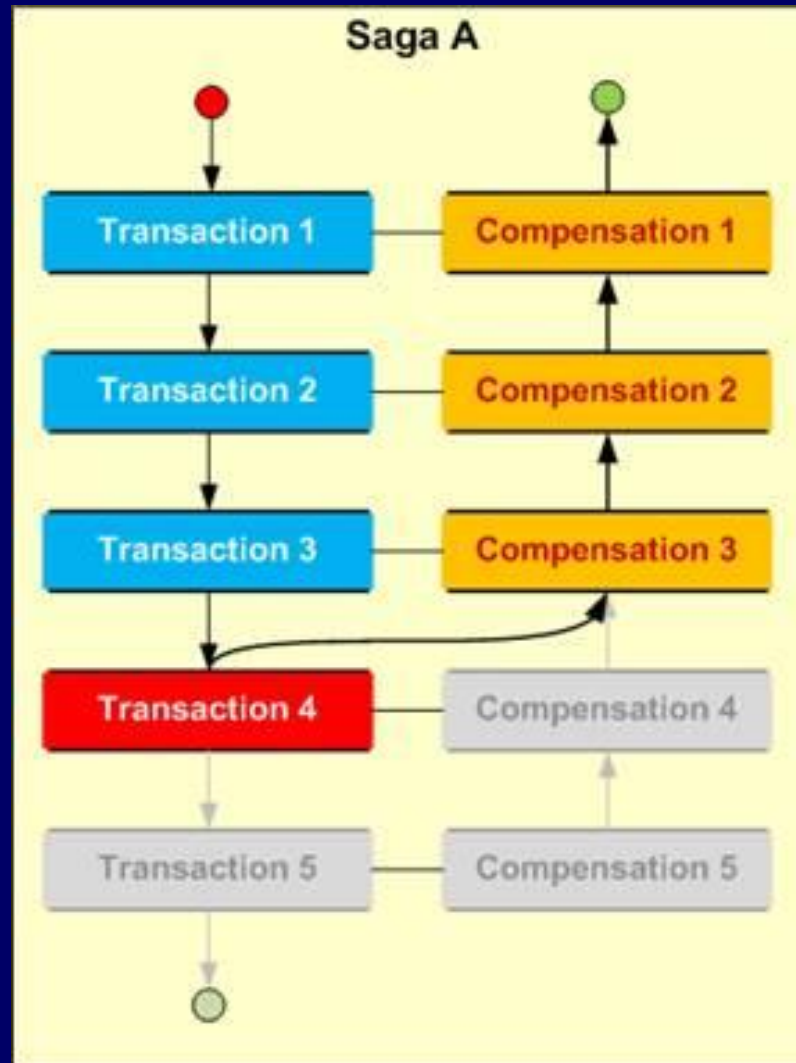 Saga A
Transaction 1
Compensation 1
Transaction 2
Compensation 2
Transaction 3
Compensation 3
Transaction 4
Compensation 4
Transaction 5
Compensation 5